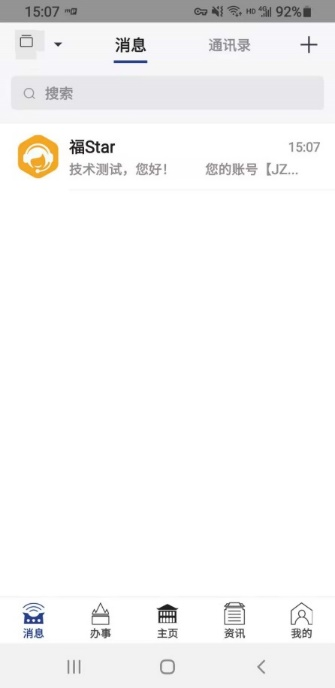 15:07 HD 4G 92%
消息 通讯录
搜索
福Star 15:07
技术测试，您好！ 您的账号【JZ...
消息 办事 主页 资讯 我的